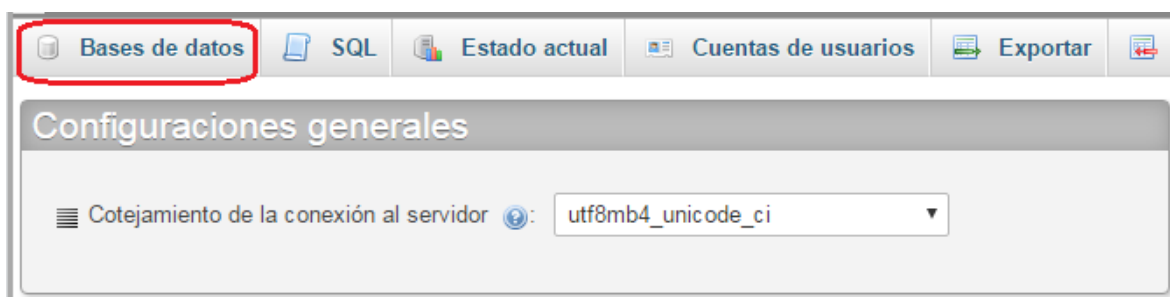 Bases de datos SQL Estado actual Cuentas de usuarios Exportar
Configuraciones generales
Cotejamiento de la conexión al servidor : utf8mb4_unicode_ci